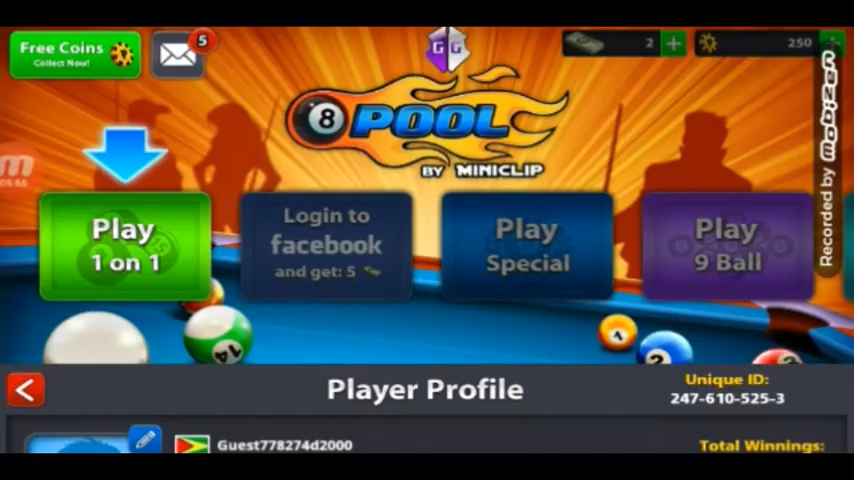 Free Coins
Collect Now!
5
G G
2
250
8 POOL
BY MINICLIP
05:56
Play
1 on 1
Login to
facebook
and get: 5
Play
Special
Play
9 Ball
14
1
2
Recorded by mobizen
Player Profile
Unique ID:
247-610-525-3
Guest778274d2000
Total Winnings: